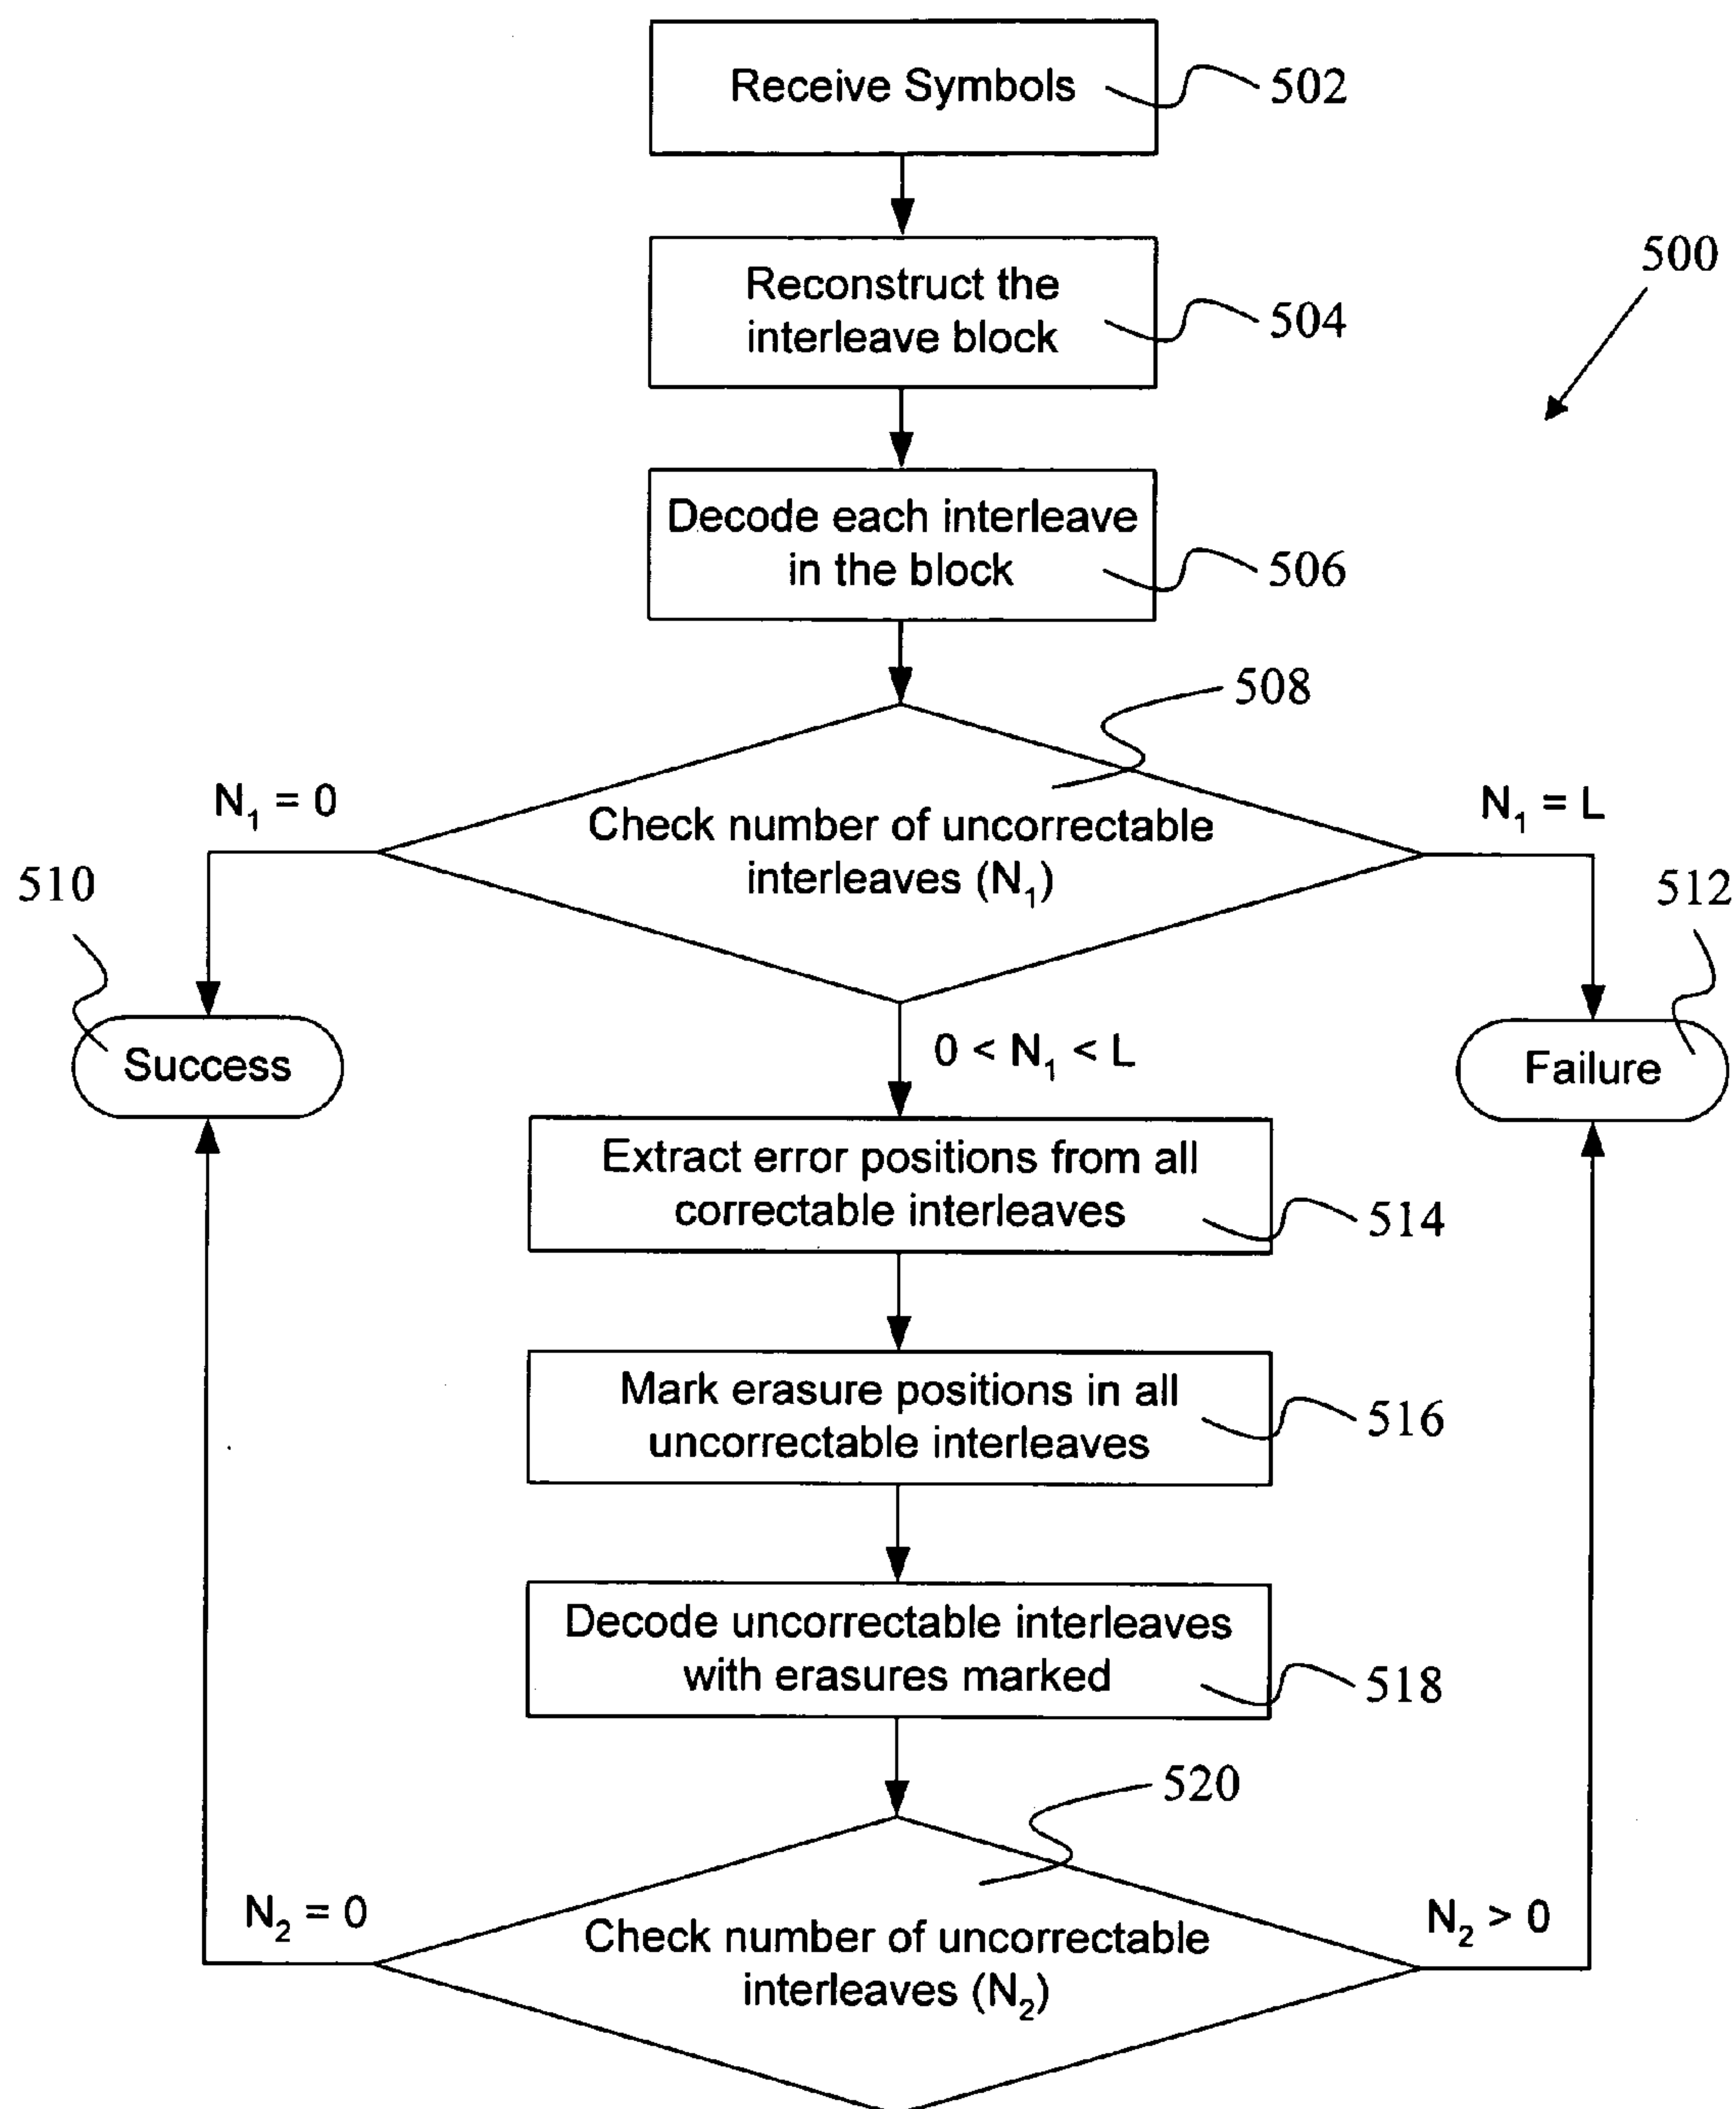 Receive Symbols
502
Reconstruct the
interleave block
504
500
Decode each interleave
in the block
506
508
N₁ = 0
Check number of uncorrectable
interleaves (N₁)
N₁ = L
510
512
Success
0 < N₁ < L
Failure
Extract error positions from all
correctable interleaves
514
Mark erasure positions in all
uncorrectable interleaves
516
Decode uncorrectable interleaves
with erasures marked
518
520
N₂ = 0
Check number of uncorrectable
interleaves (N₂)
N₂ > 0